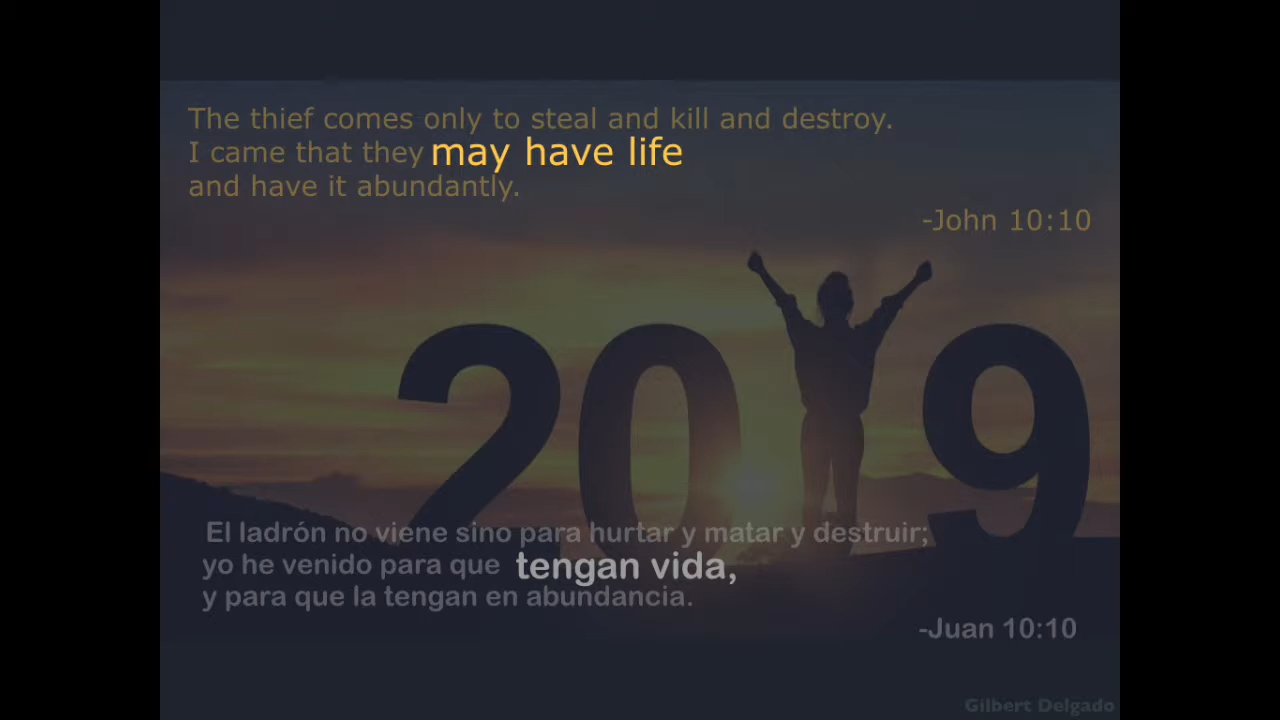 The thief comes only to steal and kill and destroy.
I came that they may have life
and have it abundantly.
-John 10:10
2019
El ladrón no viene sino para hurtar y matar y destruir;
yo he venido para que tengan vida,
y para que la tengan en abundancia.
-Juan 10:10
Gilbert Delgado